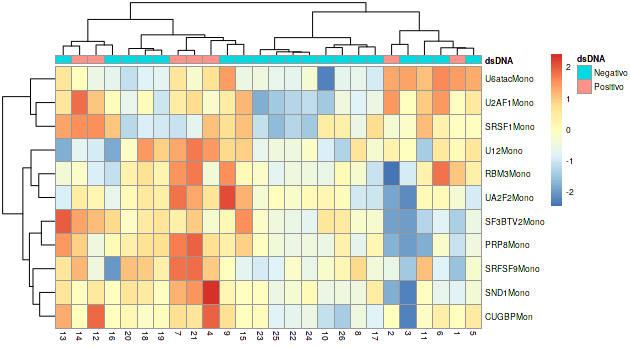 dsDNA
dsDNA
Negativo
Positivo
U6atacMono
U2AF1Mono
SRSF1Mono
U12Mono
RBM3Mono
UA2F2Mono
SF3BTV2Mono
PRP8Mono
SRFSF9Mono
SND1Mono
CUGBPMon
2
1
0
-1
-2
13 14 12 16 20 18 19 7 21 4 9 15 23 25 22 24 10 26 8 17 2 3 11 6 1 5